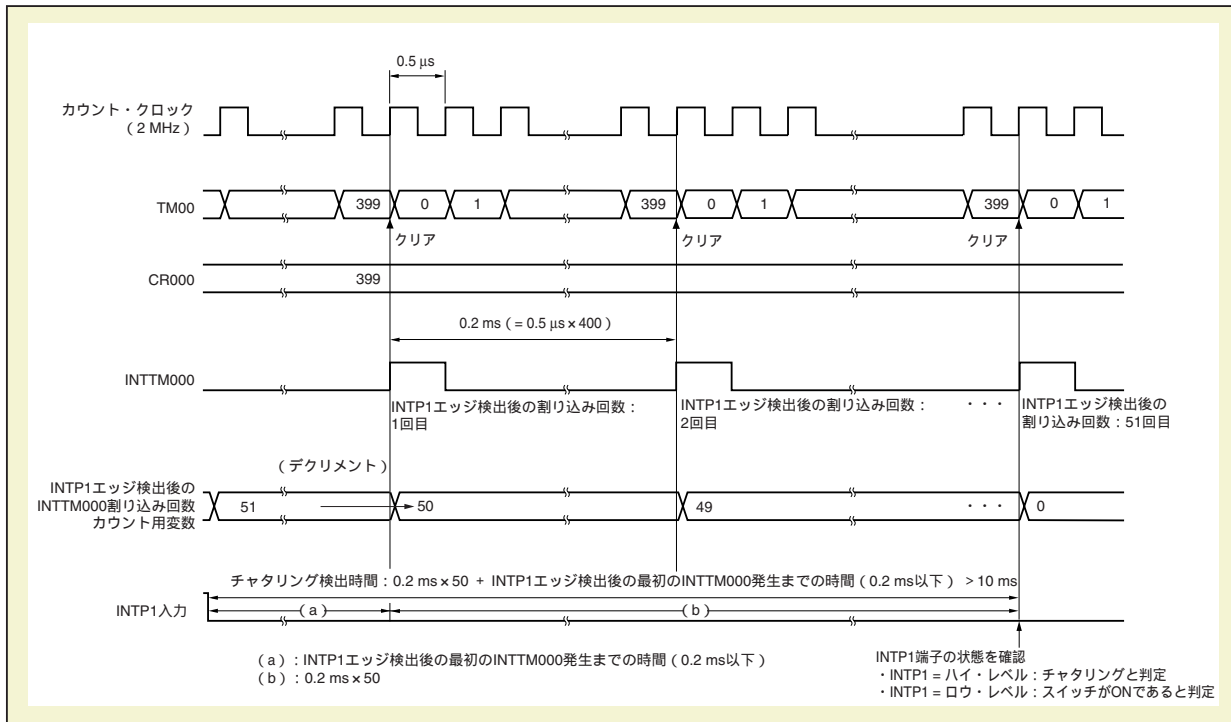 0.5 μs
カウント・クロック
( 2 MHz )
TM00
399
0
1
399
0
1
399
0
1
クリア
クリア
クリア
CR000
399
0.2 ms ( = 0.5 μs×400 )
INTTM000
INTP1エッジ検出後の割り込み回数:
1回目
INTP1エッジ検出後の割り込み回数:
2回目
・・・
INTP1エッジ検出後の
割り込み回数:51回目
( デクリメント )
INTP1エッジ検出後の
INTTM000割り込み回数
カウント用変数
51
50
49
・・・
0
チャタリング検出時間:0.2 ms×50 + INTP1エッジ検出後の最初のINTTM000発生までの時間 ( 0.2 ms以下 ) >10 ms
INTP1入力
( a )
( b )
( a ) : INTP1エッジ検出後の最初のINTTM000発生までの時間 ( 0.2 ms以下 )
( b ) : 0.2 ms×50
INTP1端子の状態を確認
・INTP1 = ハイ・レベル:チャタリングと判定
・INTP1 = ロウ・レベル:スイッチがONであると判定